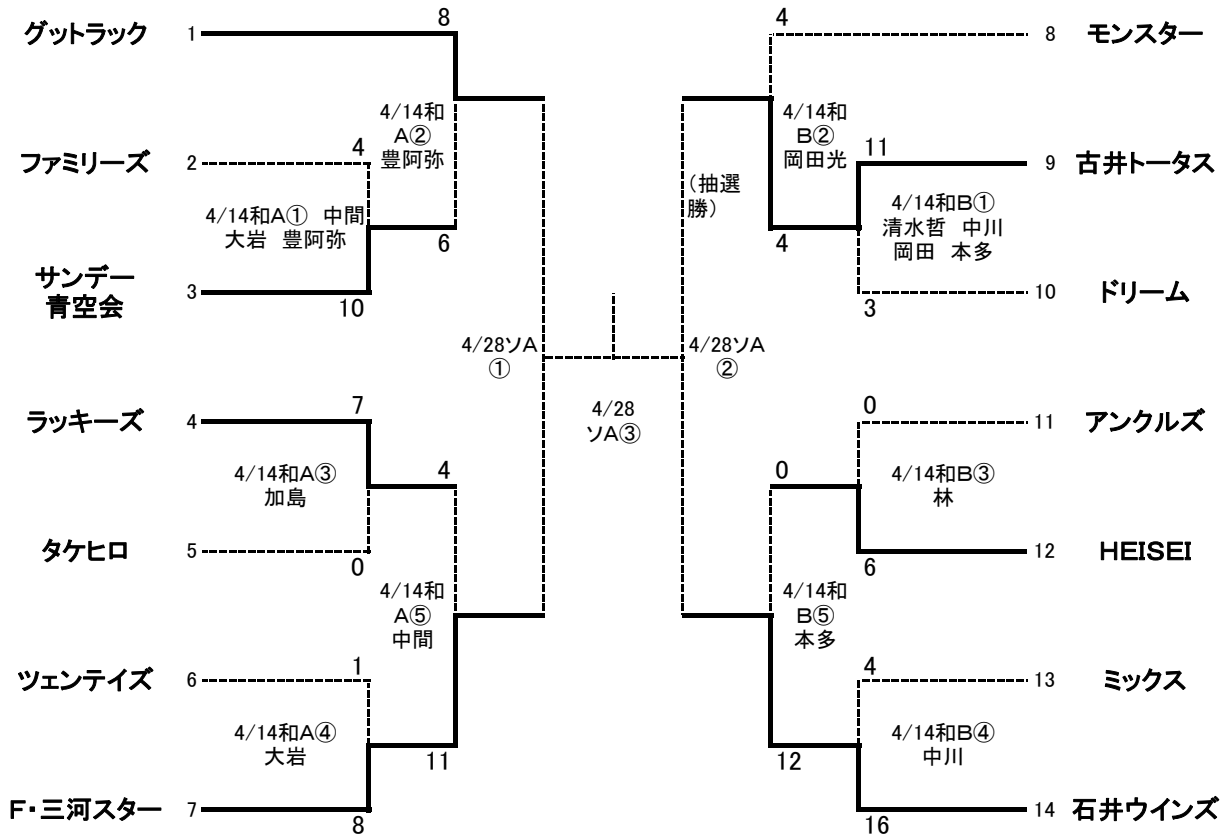 8
4
グットラック 1
8 モンスター
4/14和
A②
豊阿弥
4/14和
B②
岡田光
ファミリーズ 2
4
11
9 古井トータス
(抽選
勝)
4/14和A① 中間
大岩 豊阿弥
4/14和B①
清水哲 中川
岡田 本多
6
4
サンデー
青空会
3
10
3
10 ドリーム
4/28ソA
①
4/28ソA
②
4/28
ソA③
ラッキーズ 4
7
0
11 アンクルズ
4/14和A③
加島
4
0
4/14和B③
林
タケヒロ 5
0
6
12 HEISEI
4/14和
A⑤
中間
4/14和
B⑤
本多
ツェンテイズ 6
1
4
13 ミックス
4/14和A④
大岩
11
12
4/14和B④
中川
F・三河スター 7
8
16
14 石井ウインズ